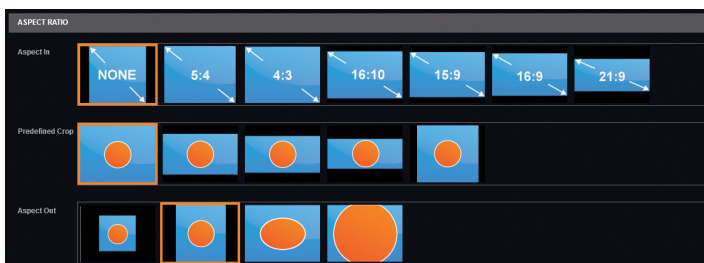 ASPECT RATIO
Aspect In
NONE
5:4
4:3
16:10
15:9
16:9
21:9
Predefined Crop
Aspect Out